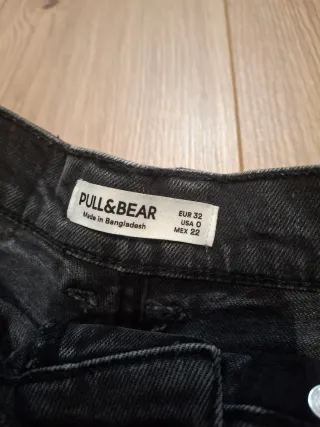 PULL&BEAR
Made in Bangladesh
EUR 32
USA 0
MEX 22